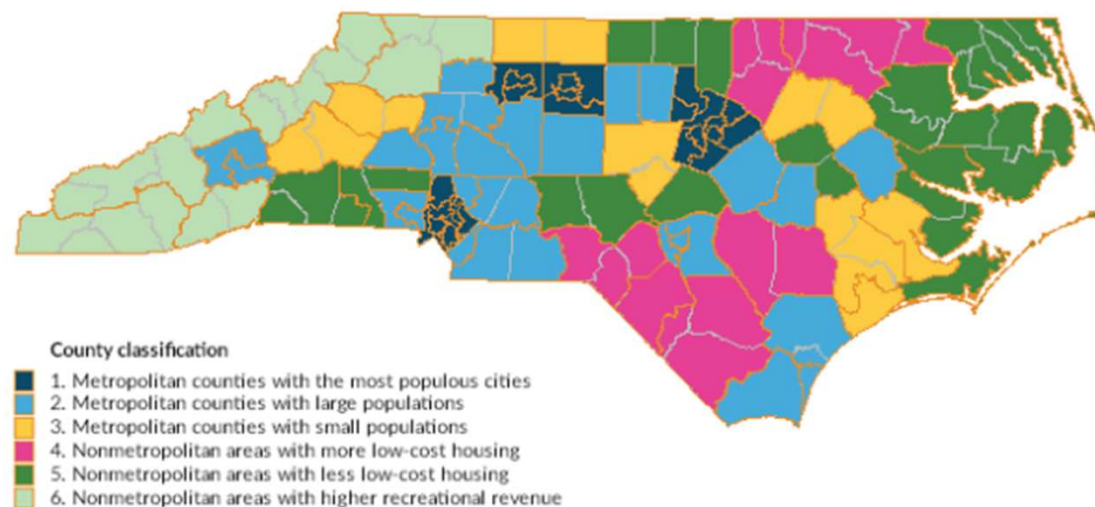 County classification
1. Metropolitan counties with the most populous cities
2. Metropolitan counties with large populations
3. Metropolitan counties with small populations
4. Nonmetropolitan areas with more low-cost housing
5. Nonmetropolitan areas with less low-cost housing
6. Nonmetropolitan areas with higher recreational revenue